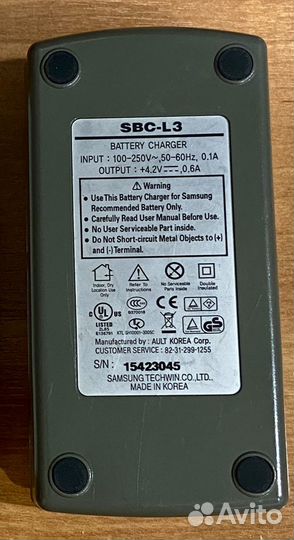 SBC-L3
BATTERY CHARGER
INPUT : 100-250V~, 50-60Hz, 0.1A
OUTPUT : +4.2V⎓, 0.6A
⚠ Warning
• Use This Battery Charger for Samsung
Recommended Battery Only.
• Carefully Read User Manual Before Use.
• No User Serviceable Part inside.
• Do Not Short-circuit Metal Objects to (+)
and (-) Terminal.
Indoor, Dry
Location Use
Only
Refer To
Instructions
No Serviceable
Parts Inside
Double
Insulated
C UL US
LISTED
CE
GS
Manufactured by : AULT KOREA Corp.
CUSTOMER SERVICE : 82-31-299-1255
S/N : 15423045
SAMSUNG TECHWIN CO., LTD.
MADE IN KOREA
Avito